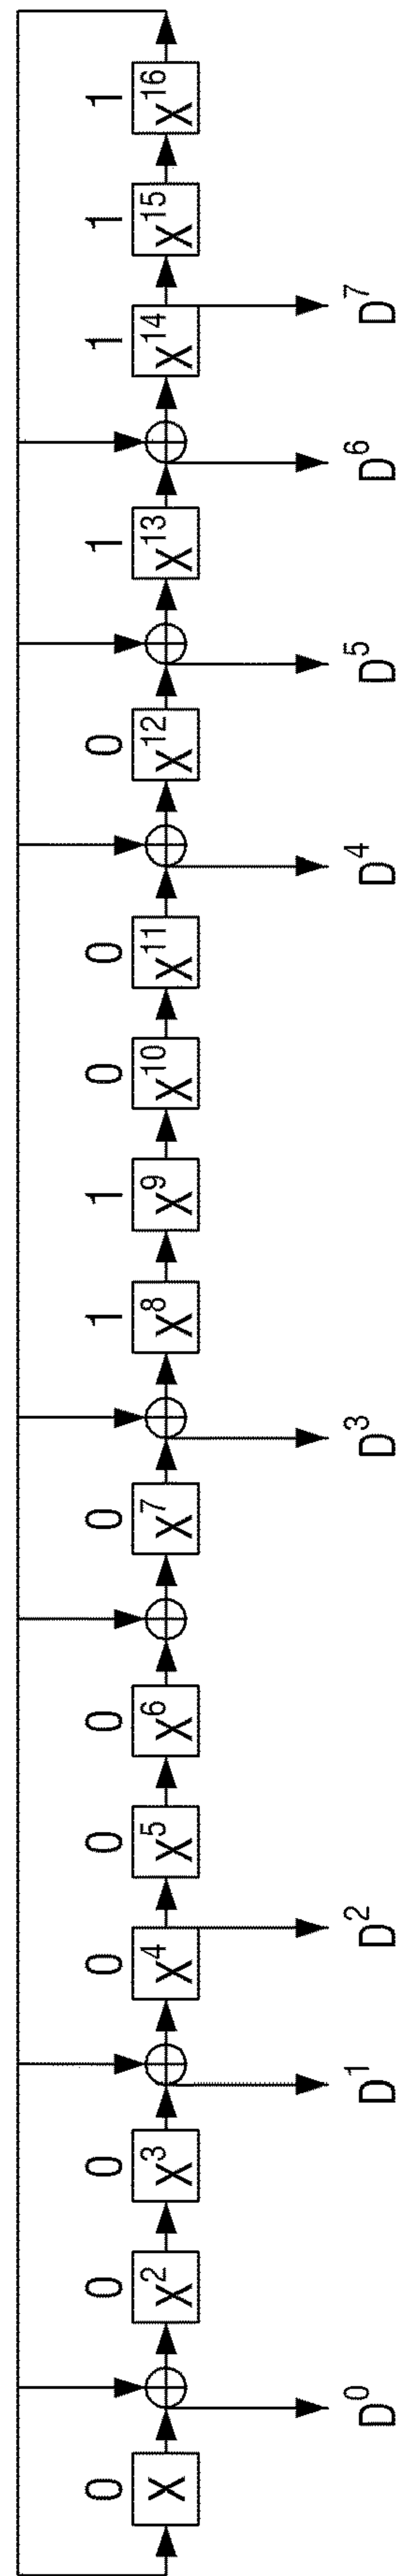 0 0 0 0 0 0 0 1 1 0 0 0 1 1 1 1
X X² X³ X⁴ X⁵ X⁶ X⁷ X⁸ X⁹ X¹⁰ X¹¹ X¹² X¹³ X¹⁴ X¹⁵ X¹⁶
D⁰ D¹ D² D³ D⁴ D⁵ D⁶ D⁷